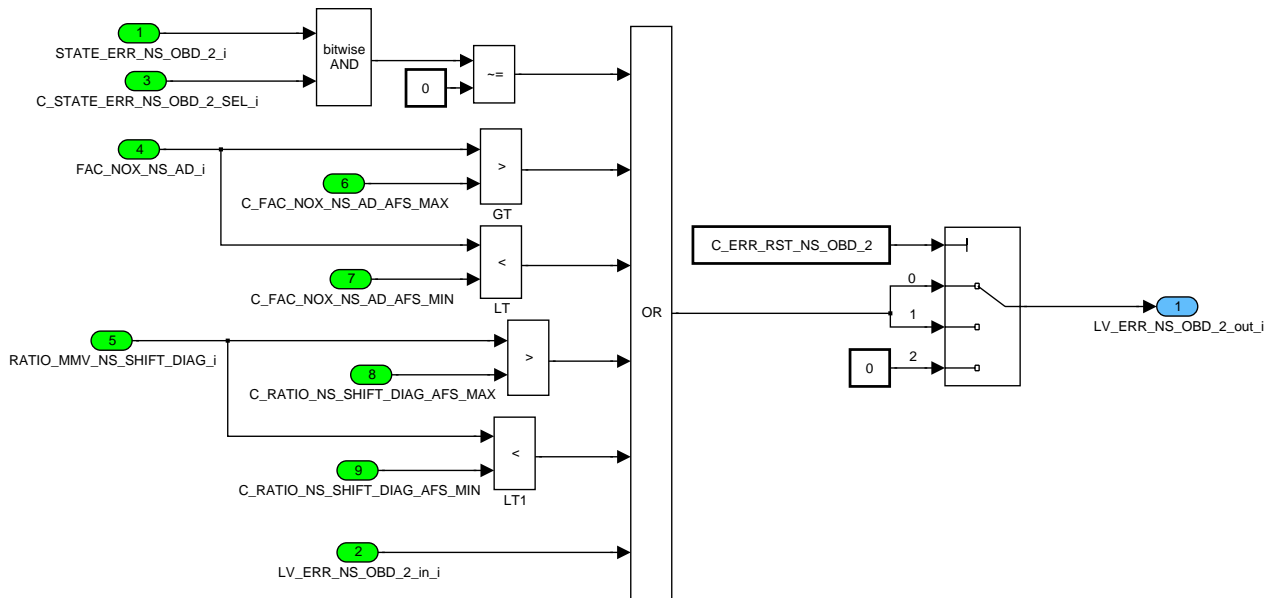 1
STATE_ERR_NS_OBD_2_i
3
C_STATE_ERR_NS_OBD_2_SEL_i
bitwise
AND
0
~=
4
FAC_NOX_NS_AD_i
6
C_FAC_NOX_NS_AD_AFS_MAX
>
GT
7
C_FAC_NOX_NS_AD_AFS_MIN
<
LT
5
RATIO_MMV_NS_SHIFT_DIAG_i
8
C_RATIO_NS_SHIFT_DIAG_AFS_MAX
>
9
C_RATIO_NS_SHIFT_DIAG_AFS_MIN
<
LT1
2
LV_ERR_NS_OBD_2_in_i
OR
C_ERR_RST_NS_OBD_2
0
1
0
2
1
LV_ERR_NS_OBD_2_out_i